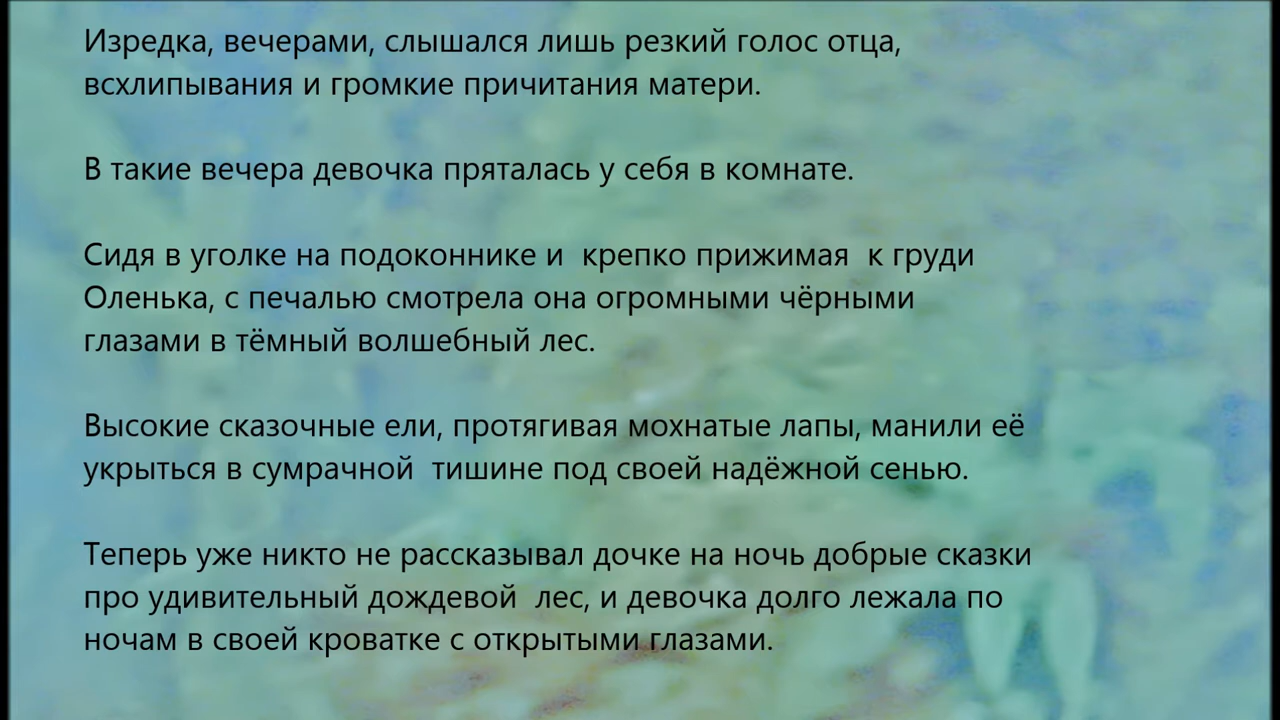 Изредка, вечерами, слышался лишь резкий голос отца,
всхлипывания и громкие причитания матери.
В такие вечера девочка пряталась у себя в комнате.
Сидя в уголке на подоконнике и  крепко прижимая  к груди
Оленька, с печалью смотрела она огромными чёрными
глазами в тёмный волшебный лес.
Высокие сказочные ели, протягивая мохнатые лапы, манили её
укрыться в сумрачной  тишине под своей надёжной сенью.
Теперь уже никто не рассказывал дочке на ночь добрые сказки
про удивительный дождевой  лес, и девочка долго лежала по
ночам в своей кроватке с открытыми глазами.